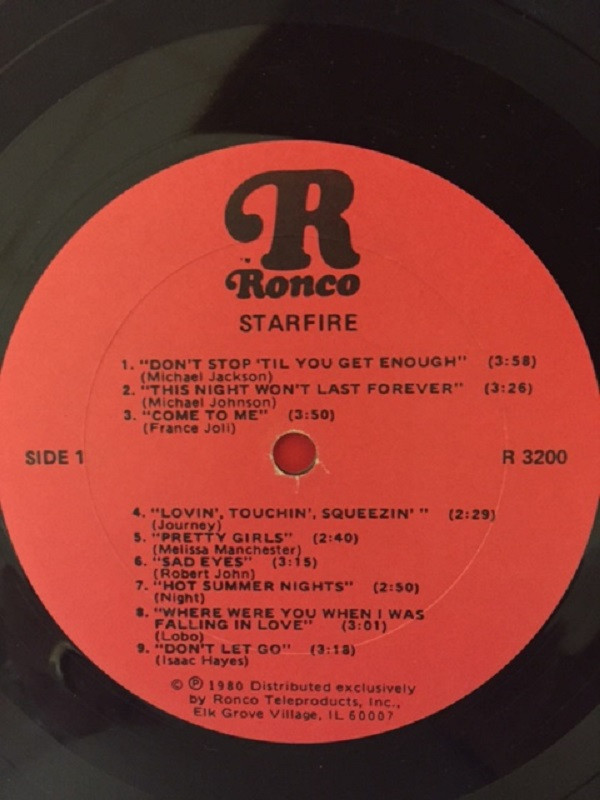 R
Ronco
STARFIRE
1. "DON'T STOP 'TIL YOU GET ENOUGH" (3:58)
(Michael Jackson)
2. "THIS NIGHT WON'T LAST FOREVER" (3:26)
(Michael Johnson)
3. "COME TO ME" (3:50)
(France Joli)
SIDE 1
R 3200
4. "LOVIN', TOUCHIN', SQUEEZIN' " (2:29)
(Journey)
5. "PRETTY GIRLS" (2:40)
(Melissa Manchester)
6. "SAD EYES" (3:15)
(Robert John)
7. "HOT SUMMER NIGHTS" (2:50)
(Night)
8. "WHERE WERE YOU WHEN I WAS
FALLING IN LOVE" (3:01)
(Lobo)
9. "DON'T LET GO" (3:18)
(Isaac Hayes)
© ℗ 1980 Distributed exclusively
by Ronco Teleproducts, Inc.,
Elk Grove Village, IL 60007